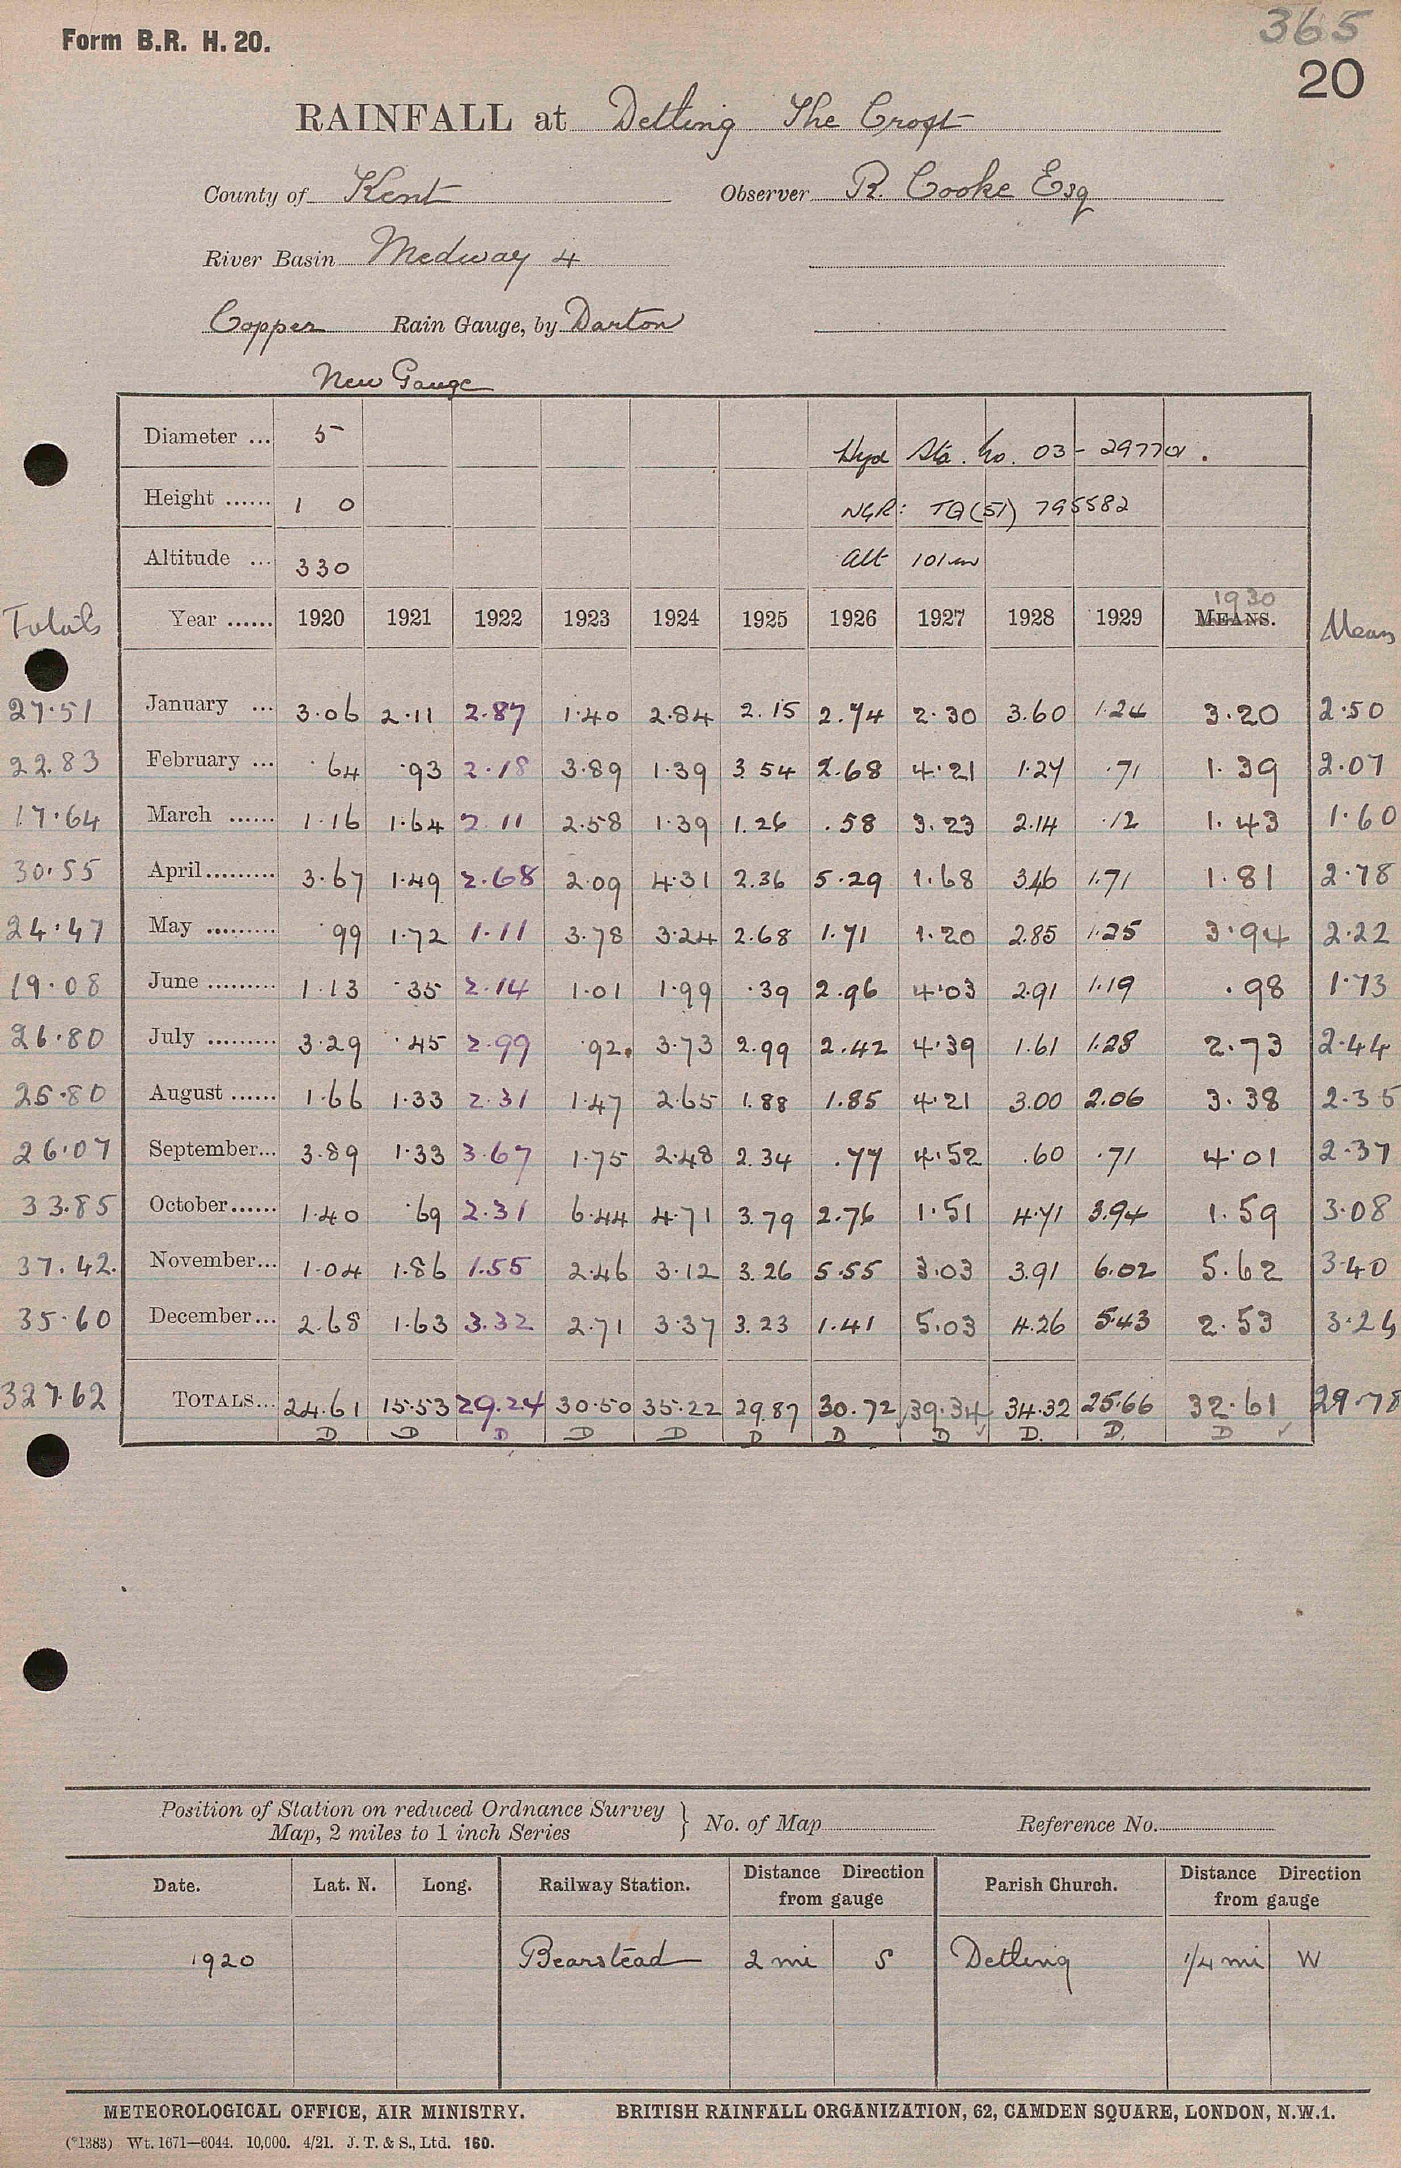 365
Form B.R. H. 20.
20
RAINFALL at Detling The Croft
County of Kent Observer R. Cooke Esq
River Basin Medway 4
Copper Rain Gauge, by Darton
New Gauge
Diameter ... 5 Hyd Sta. No. 03 - 29770.
Height ...... 1 0 NGR: TQ(51) 795582
Altitude ... 330 Alt 101m
1930
Totals Year ...... 1920 1921 1922 1923 1924 1925 1926 1927 1928 1929 MEANS. Means
27.51 January ... 3.06 2.11 2.87 1.40 2.84 2.15 2.74 2.30 3.60 1.24 3.20 2.50
22.83 February ... .64 .93 2.18 3.89 1.39 3 54 2.68 4.21 1.27 .71 1.39 2.07
17.64 March ...... 1.16 1.64 2.11 2.58 1.39 1.26 .58 3.23 2.14 .12 1.43 1.60
30.55 April......... 3.67 1.49 2.68 2.09 4.31 2.36 5.29 1.68 3.46 1.71 1.81 2.78
24.47 May ......... .99 1.72 1.11 3.78 3.24 2.68 1.71 1.20 2.85 1.25 3.94 2.22
19.08 June ......... 1.13 .35 2.14 1.01 1.99 .39 2.96 4.03 2.91 1.19 .98 1.73
26.80 July ......... 3.29 .45 2.99 .92. 3.73 2.99 2.42 4.39 1.61 1.28 2.73 2.44
25.80 August ...... 1.66 1.33 2.31 1.47 2.65 1.88 1.85 4.21 3.00 2.06 3.38 2.35
26.07 September... 3.89 1.33 3.67 1.75 2.48 2.34 .77 4.52 .60 .71 4.01 2.37
33.85 October...... 1.40 .69 2.31 6.44 4.71 3.79 2.76 1.51 4.71 3.94 1.59 3.08
37.42. November... 1.04 1.86 1.55 2.46 3.12 3.26 5.55 3.03 3.91 6.02 5.62 3.40
35.60 December... 2.68 1.63 3.32 2.71 3.37 3.23 1.41 5.03 4.26 5.43 2.53 3.24
327.62 TOTALS... 24.61 15.53 29.24 30.50 35.22 29.87 30.72 39.34 34.32 25.66 32.61 29.78
D D D D D D D D D. D. D
Position of Station on reduced Ordnance Survey
Map, 2 miles to 1 inch Series } No. of Map Reference No.
Date. Lat. N. Long. Railway Station. Distance Direction from gauge Parish Church. Distance Direction from gauge
1920 Bearstead 2 mi S Detling 1/4 mi W
METEOROLOGICAL OFFICE, AIR MINISTRY. BRITISH RAINFALL ORGANIZATION, 62, CAMDEN SQUARE, LONDON, N.W.1.
(*1383) Wt. 1671—6044. 10,000. 4/21. J. T. & S., Ltd. 160.